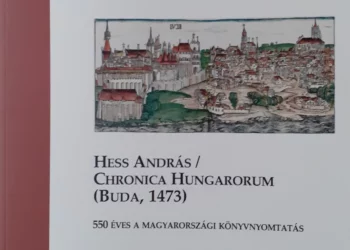 HESS ANDRÁS /
CHRONICA HUNGARORUM
(BUDA, 1473)
550 ÉVES A MAGYARORSZÁGI KÖNYVNYOMTATÁS